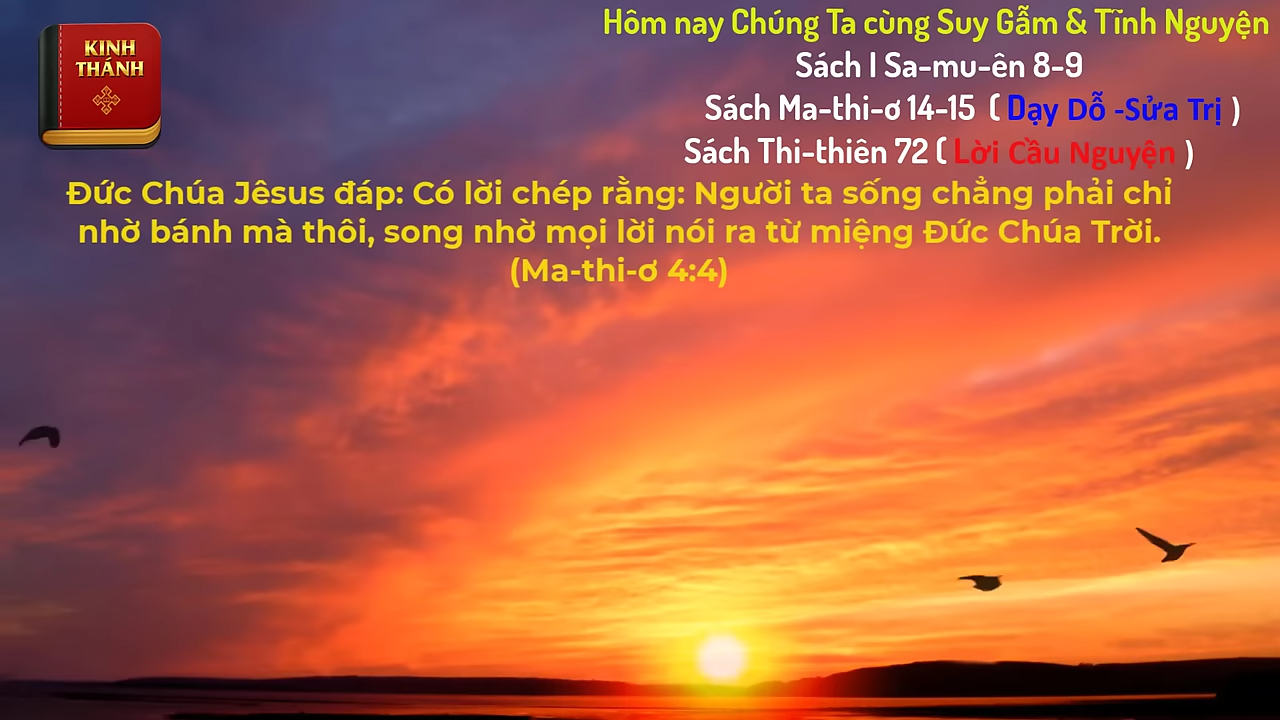 KINH
THÁNH
Hôm nay Chúng Ta cùng Suy Gẫm & Tĩnh Nguyện
Sách I Sa-mu-ên 8-9
Sách Ma-thi-ơ 14-15 ( Dạy Dỗ -Sửa Trị )
Sách Thi-thiên 72 ( Lời Cầu Nguyện )
Đức Chúa Jêsus đáp: Có lời chép rằng: Người ta sống chẳng phải chỉ
nhờ bánh mà thôi, song nhờ mọi lời nói ra từ miệng Đức Chúa Trời.
(Ma-thi-ơ 4:4)